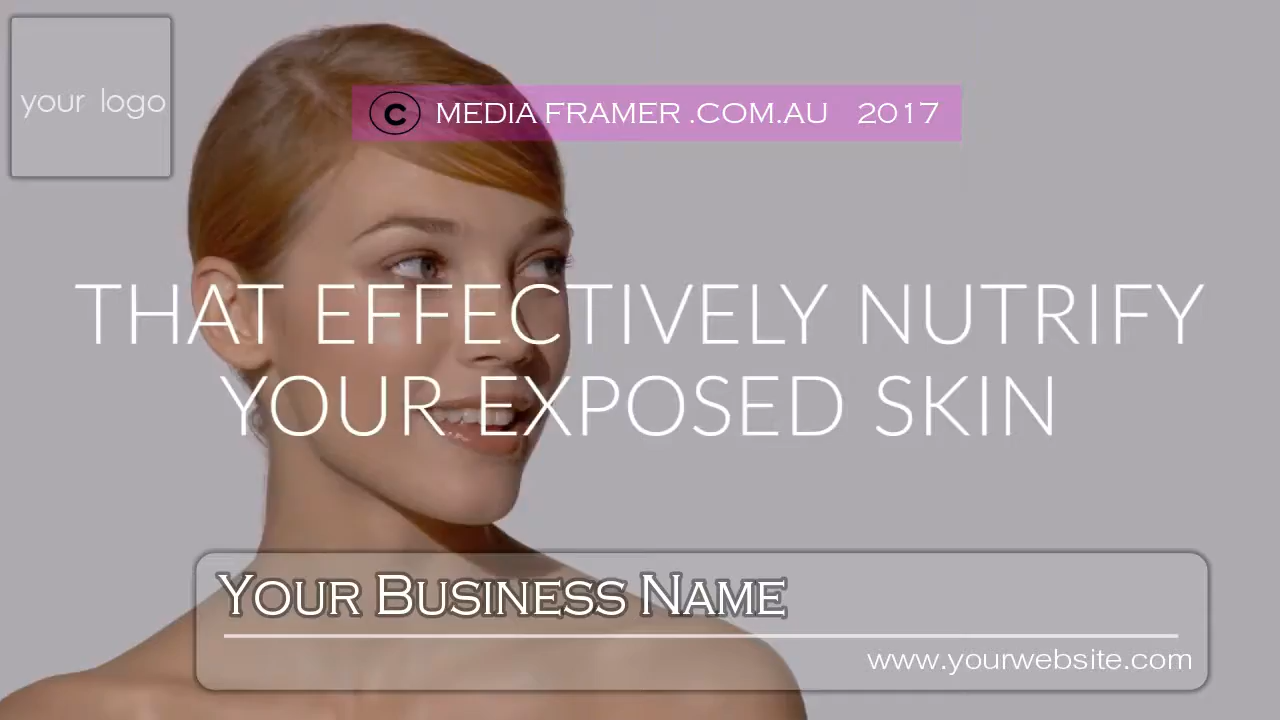 your logo
© MEDIA FRAMER .COM.AU 2017
THAT EFFECTIVELY NUTRIFY
YOUR EXPOSED SKIN
YOUR BUSINESS NAME
www.yourwebsite.com